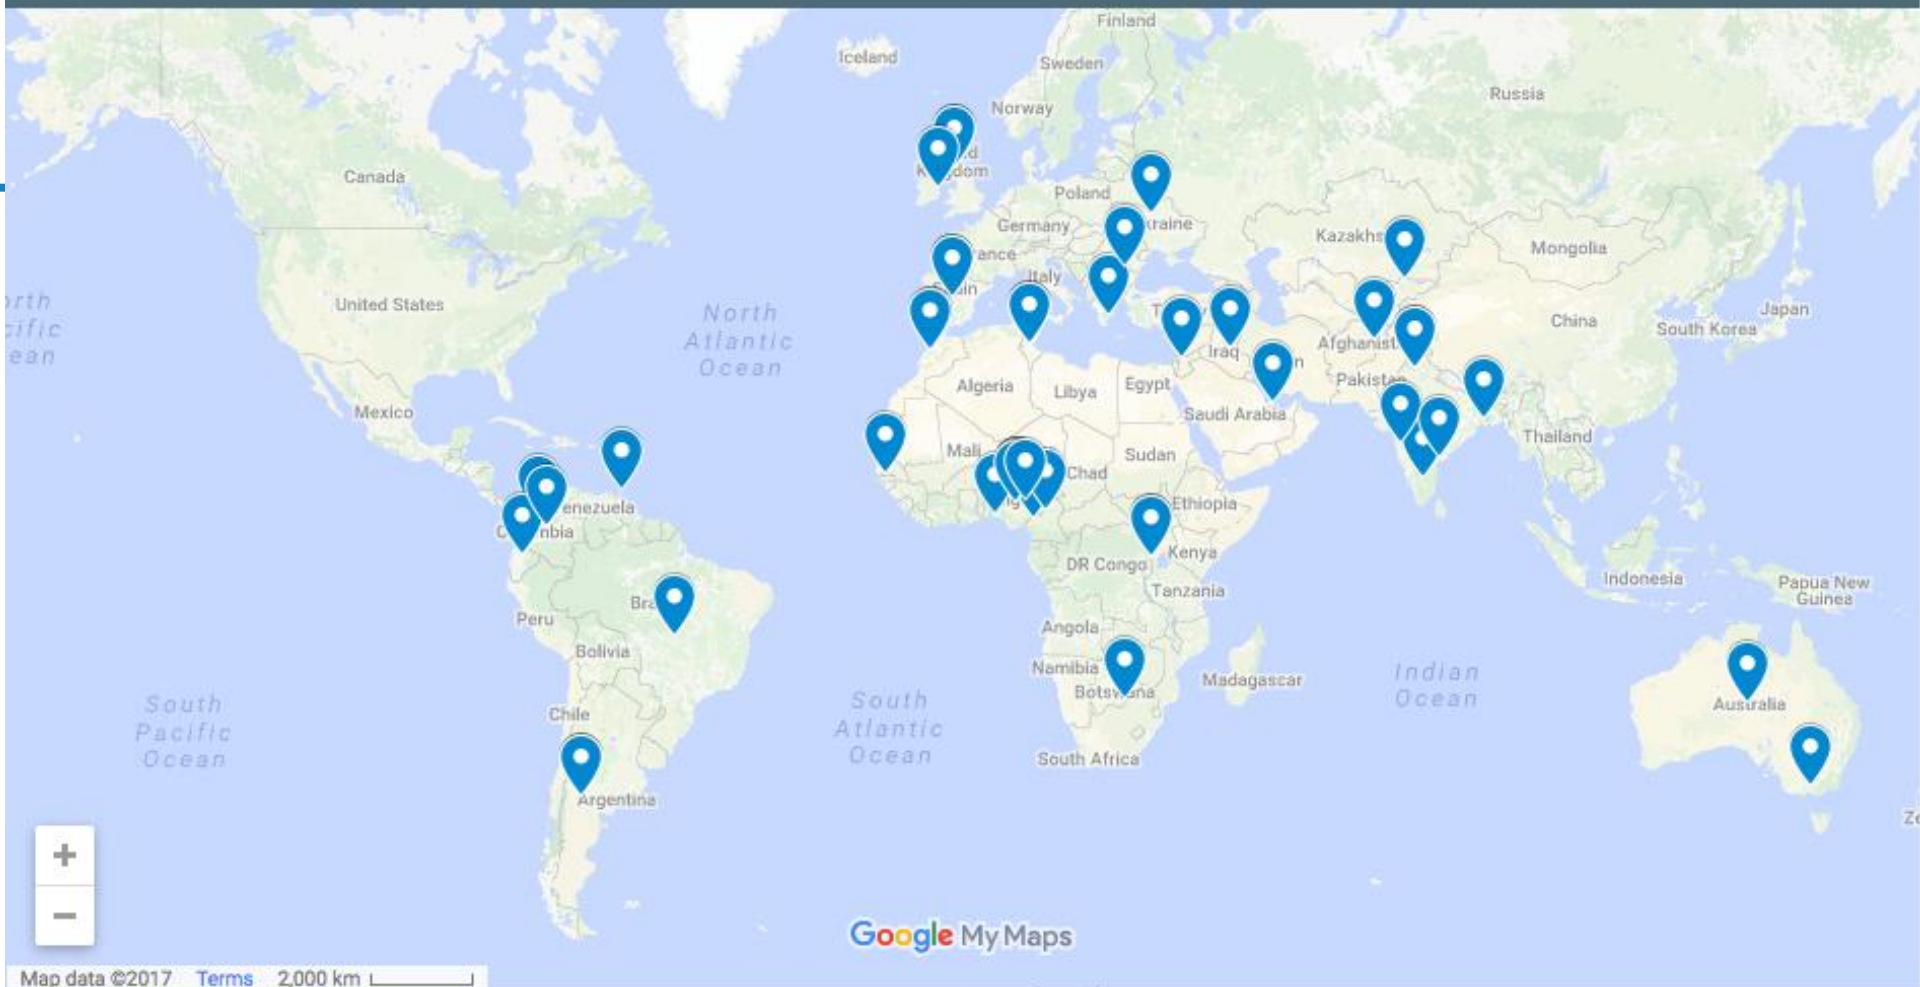 Finland
Iceland
Sweden
Russia
Norway
Canada
Poland
Germany
Kazakhs
Mongolia
Italy
United States
North
Atlantic
Ocean
Japan
China
South Korea
Iraq
Afghanist
Algeria
Libya
Egypt
Pakistan
Mexico
Saudi Arabia
Thailand
Mali
Chad
Sudan
Ethiopia
Kenya
DR Congo
Indonesia
Papua New
Guinea
Tanzania
Peru
Angola
Bolivia
Namibia
Madagascar
Indian
Ocean
Botswana
South
Pacific
Ocean
South
Atlantic
Ocean
Chile
Australia
South Africa
Argentina
+
−
Google My Maps
Map data ©2017 Terms 2,000 km